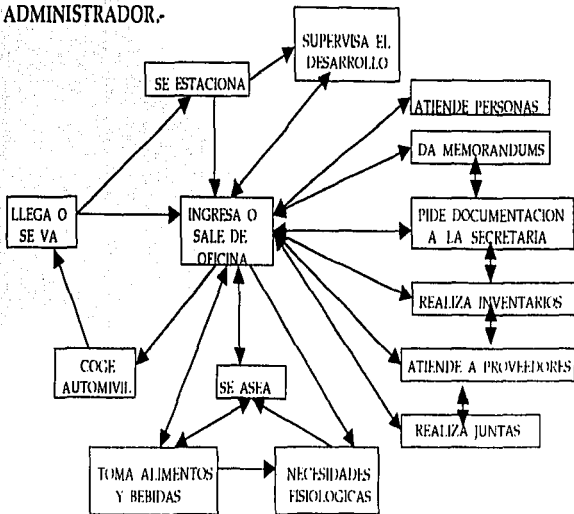 ADMINISTRADOR.-
SUPERVISA EL
DESARROLLO
SE ESTACIONA
ATIENDE PERSONAS
DA MEMORANDUMS
LLEGA O
SE VA
INGRESA O
SALE DE
OFICINA
PIDE DOCUMENTACION
A LA SECRETARIA
REALIZA INVENTARIOS
COGE
AUTOMIVIL
SE ASEA
ATIENDE A PROVEEDORES
REALIZA JUNTAS
TOMA ALIMENTOS
Y BEBIDAS
NECESIDADES
FISIOLOGICAS